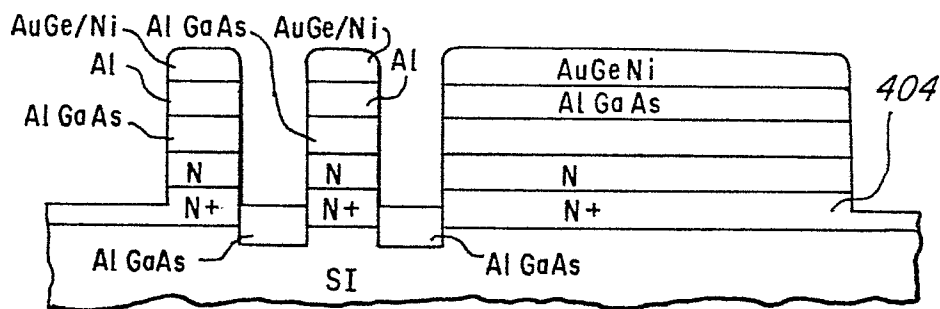 AuGe/Ni
Al GaAs
AuGe/Ni
Al
Al
Al GaAs
AuGeNi
Al GaAs
404
N
N
N
N+
N+
N+
Al GaAs
Al GaAs
SI